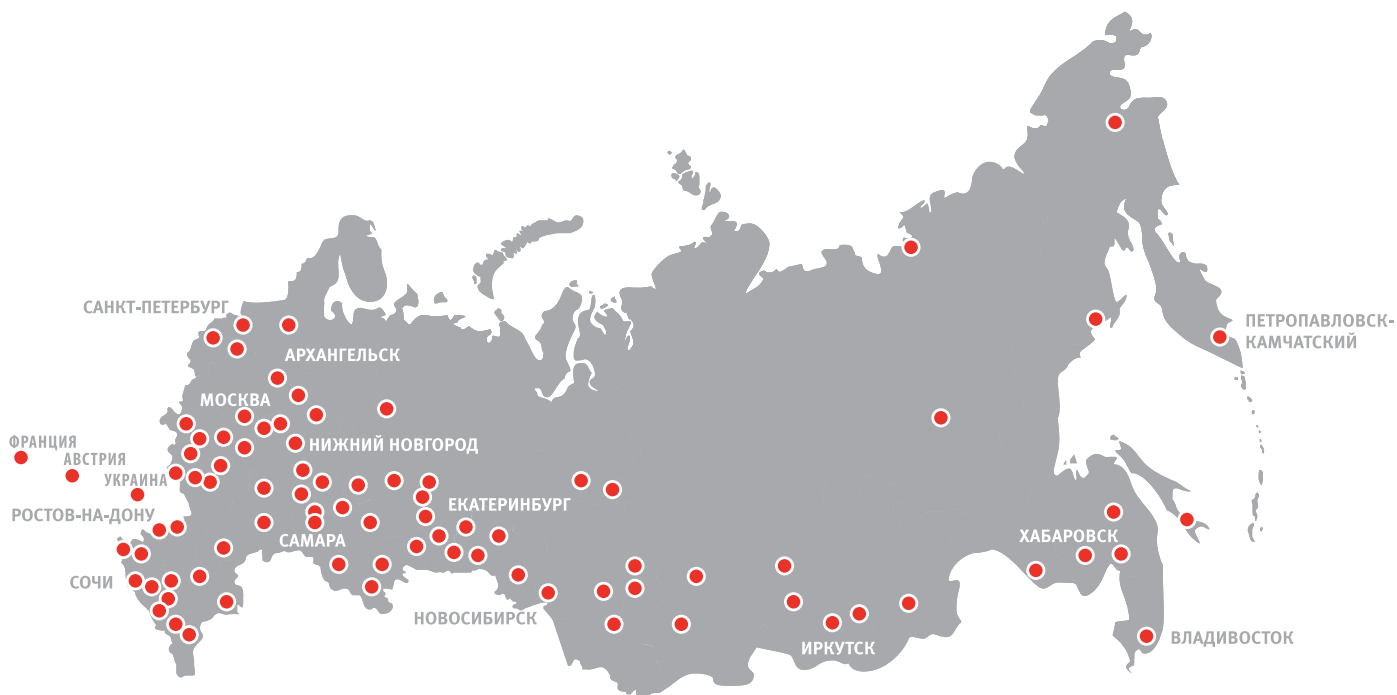 САНКТ-ПЕТЕРБУРГ
АРХАНГЕЛЬСК
МОСКВА
НИЖНИЙ НОВГОРОД
ФРАНЦИЯ
АВСТРИЯ
УКРАИНА
РОСТОВ-НА-ДОНУ
ЕКАТЕРИНБУРГ
САМАРА
СОЧИ
НОВОСИБИРСК
ИРКУТСК
ХАБАРОВСК
ВЛАДИВОСТОК
ПЕТРОПАВЛОВСК-
КАМЧАТСКИЙ